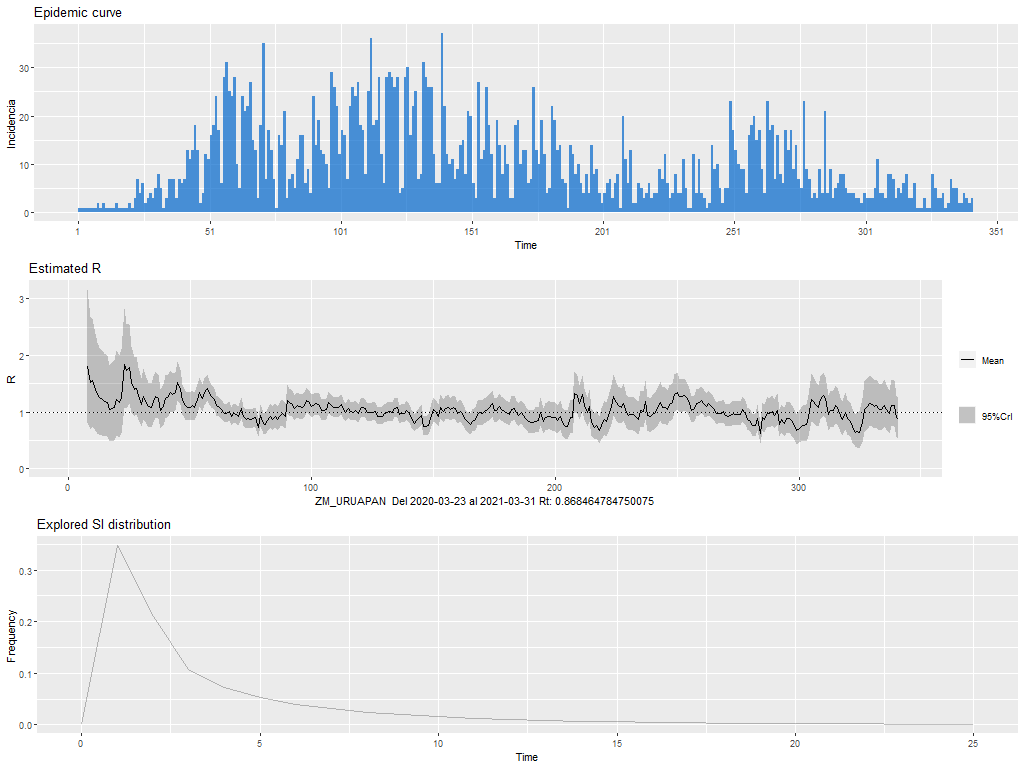 Epidemic curve
Incidencia
30
20
10
0
1 51 101 151 201 251 301 351
Time
Estimated R
R
3
2
1
0
0 100 200 300
ZM_URUAPAN Del 2020-03-23 al 2021-03-31 Rt: 0.868464784750075
Mean
95%CrI
Explored SI distribution
Frequency
0.3
0.2
0.1
0.0
0 5 10 15 20 25
Time